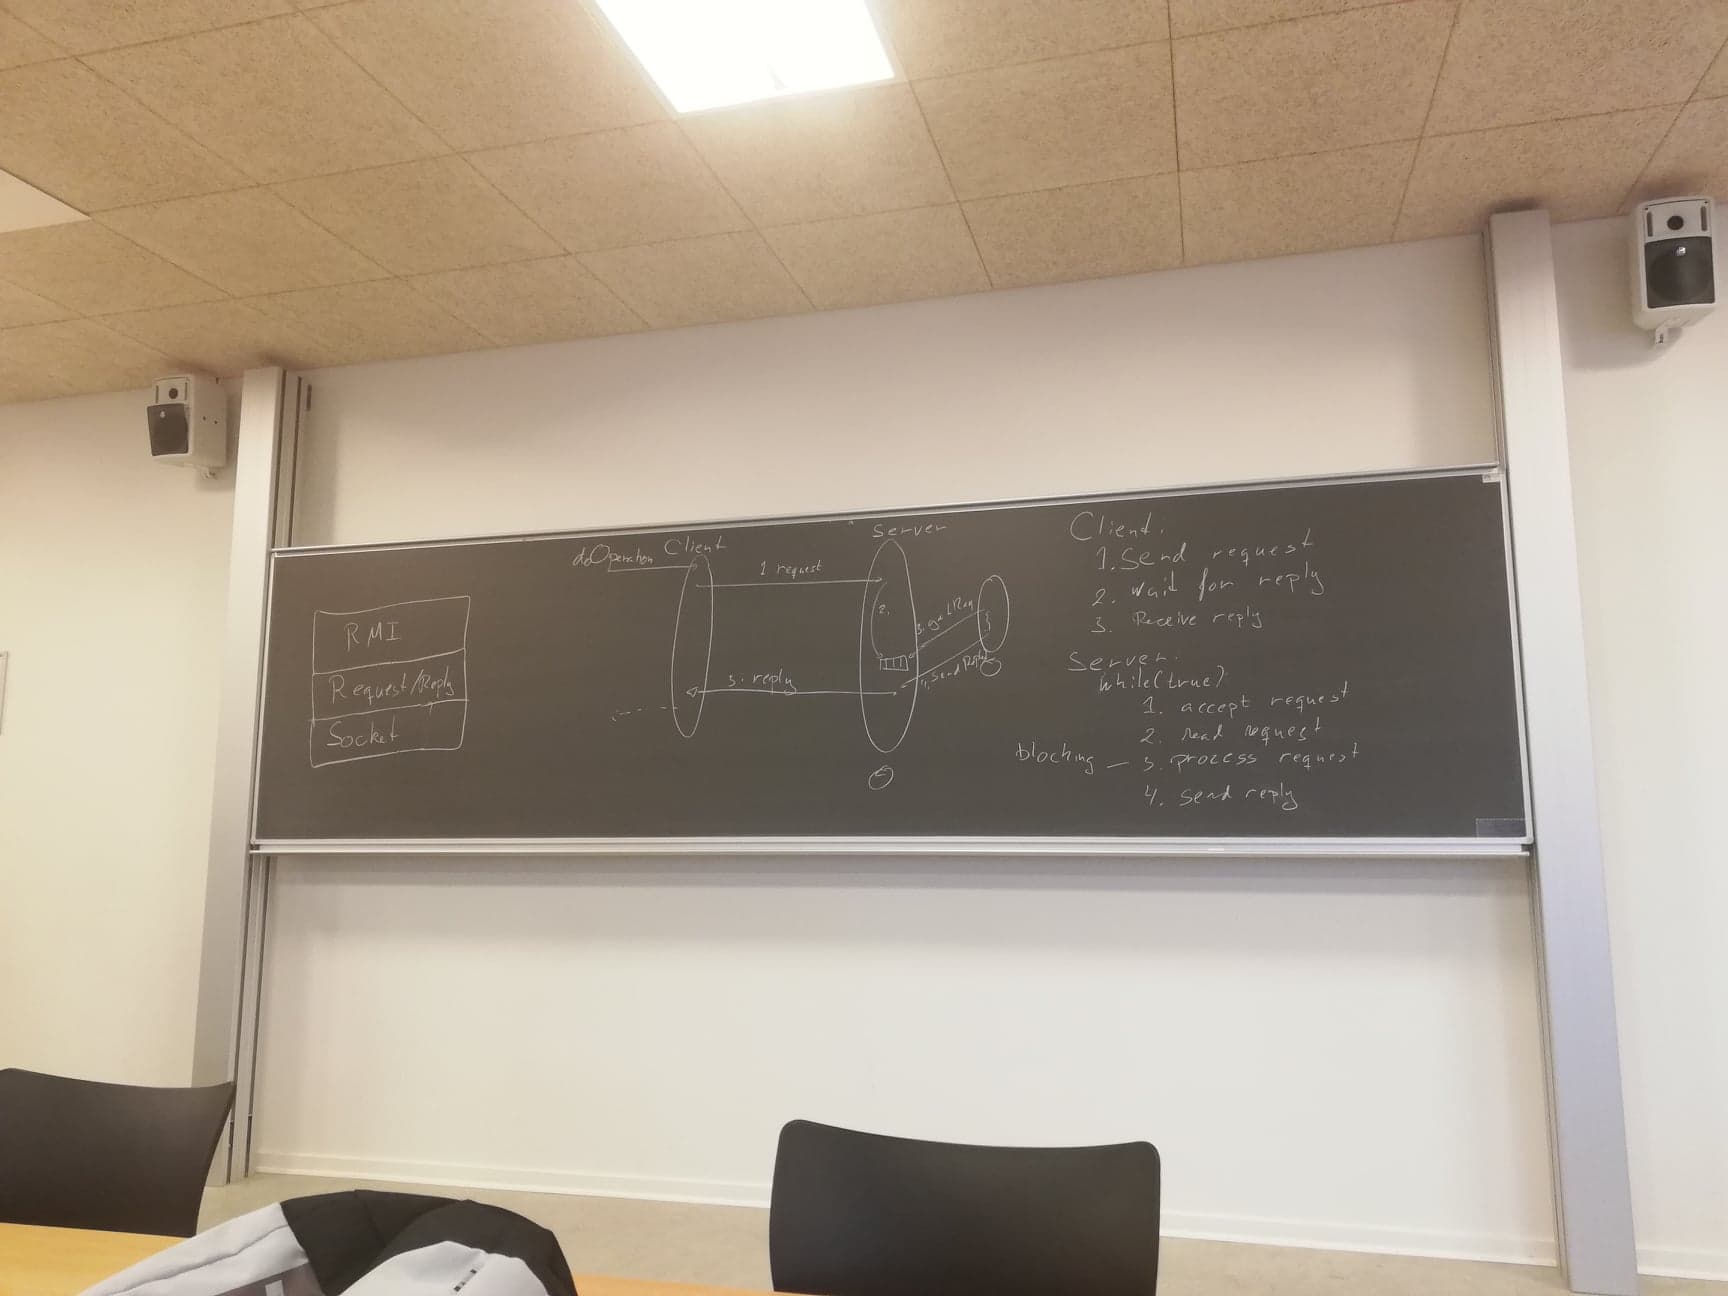 RMI
Request/Reply
Socket
doOperation
Client
Server
1 request
2.
3. getReq
4. Send Reply
5. reply
Client:
1. Send request
2. wait for reply
3. Receive reply
Server:
while(true)
1. accept request
2. read request
blocking – 3. process request
4. send reply